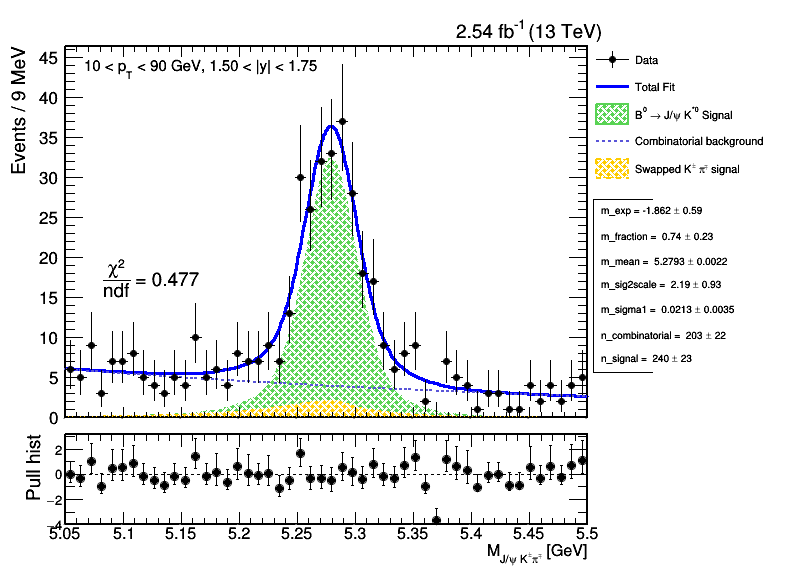 2.54 fb⁻¹ (13 TeV)
Events / 9 MeV
10 < p_T < 90 GeV, 1.50 < |y| < 1.75
45
40
35
30
25
20
15
10
5
0
χ²/ndf = 0.477
Data
Total Fit
B⁰ → J/ψ K*⁰ Signal
Combinatorial background
Swapped K± π∓ signal
m_exp = -1.862 ± 0.59
m_fraction = 0.74 ± 0.23
m_mean = 5.2793 ± 0.0022
m_sig2scale = 2.19 ± 0.93
m_sigma1 = 0.0213 ± 0.0035
n_combinatorial = 203 ± 22
n_signal = 240 ± 23
Pull hist
2
0
−2
−4
5.05 5.1 5.15 5.2 5.25 5.3 5.35 5.4 5.45 5.5
M_J/ψ K±π∓ [GeV]